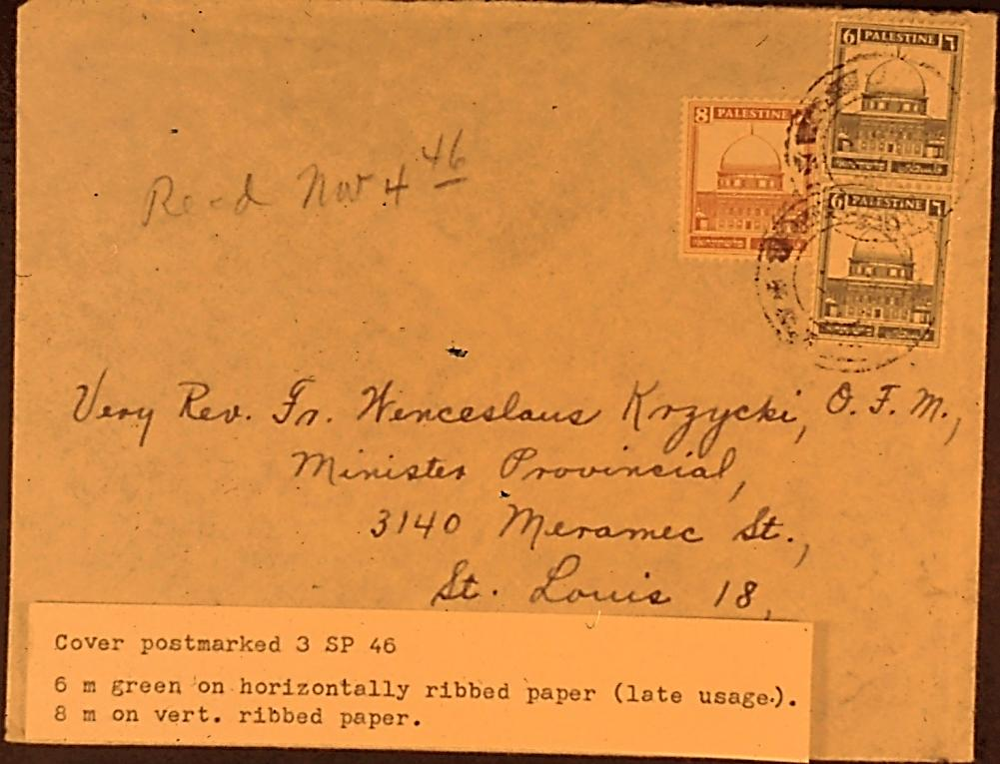 6 PALESTINE ٦
8 PALESTINE
6 PALESTINE ٦
Rec-d Nov 4 46
Very Rev. Fr. Wenceslaus Krzycki, O. F. M.,
Minister Provincial,
3140 Meramec St.,
St. Louis 18,
Cover postmarked 3 SP 46
6 m green on horizontally ribbed paper (late usage.).
8 m on vert. ribbed paper.